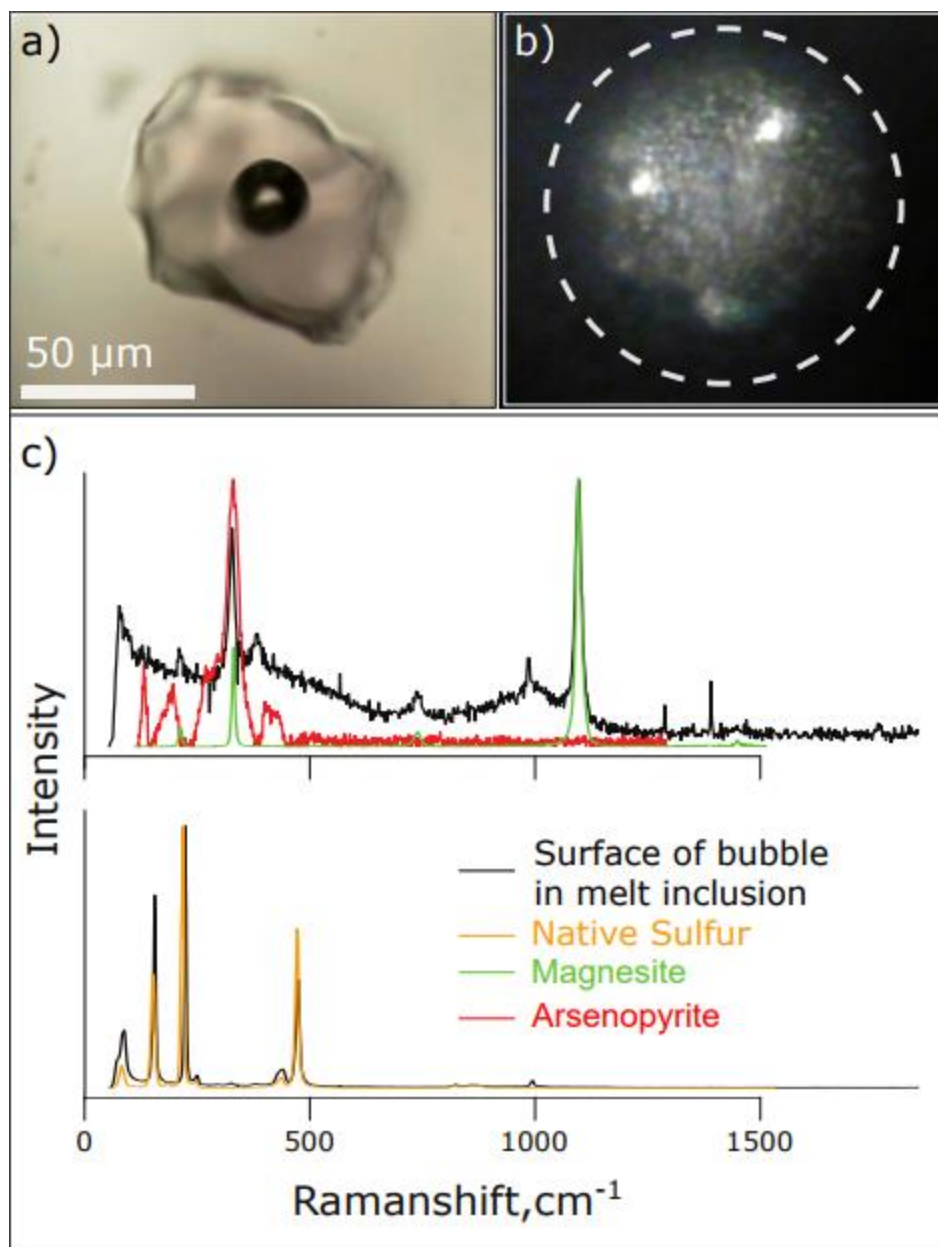 a)
b)
50 µm
c)
Intensity
Surface of bubble
in melt inclusion
Native Sulfur
Magnesite
Arsenopyrite
0 500 1000 1500
Ramanshift,cm⁻¹